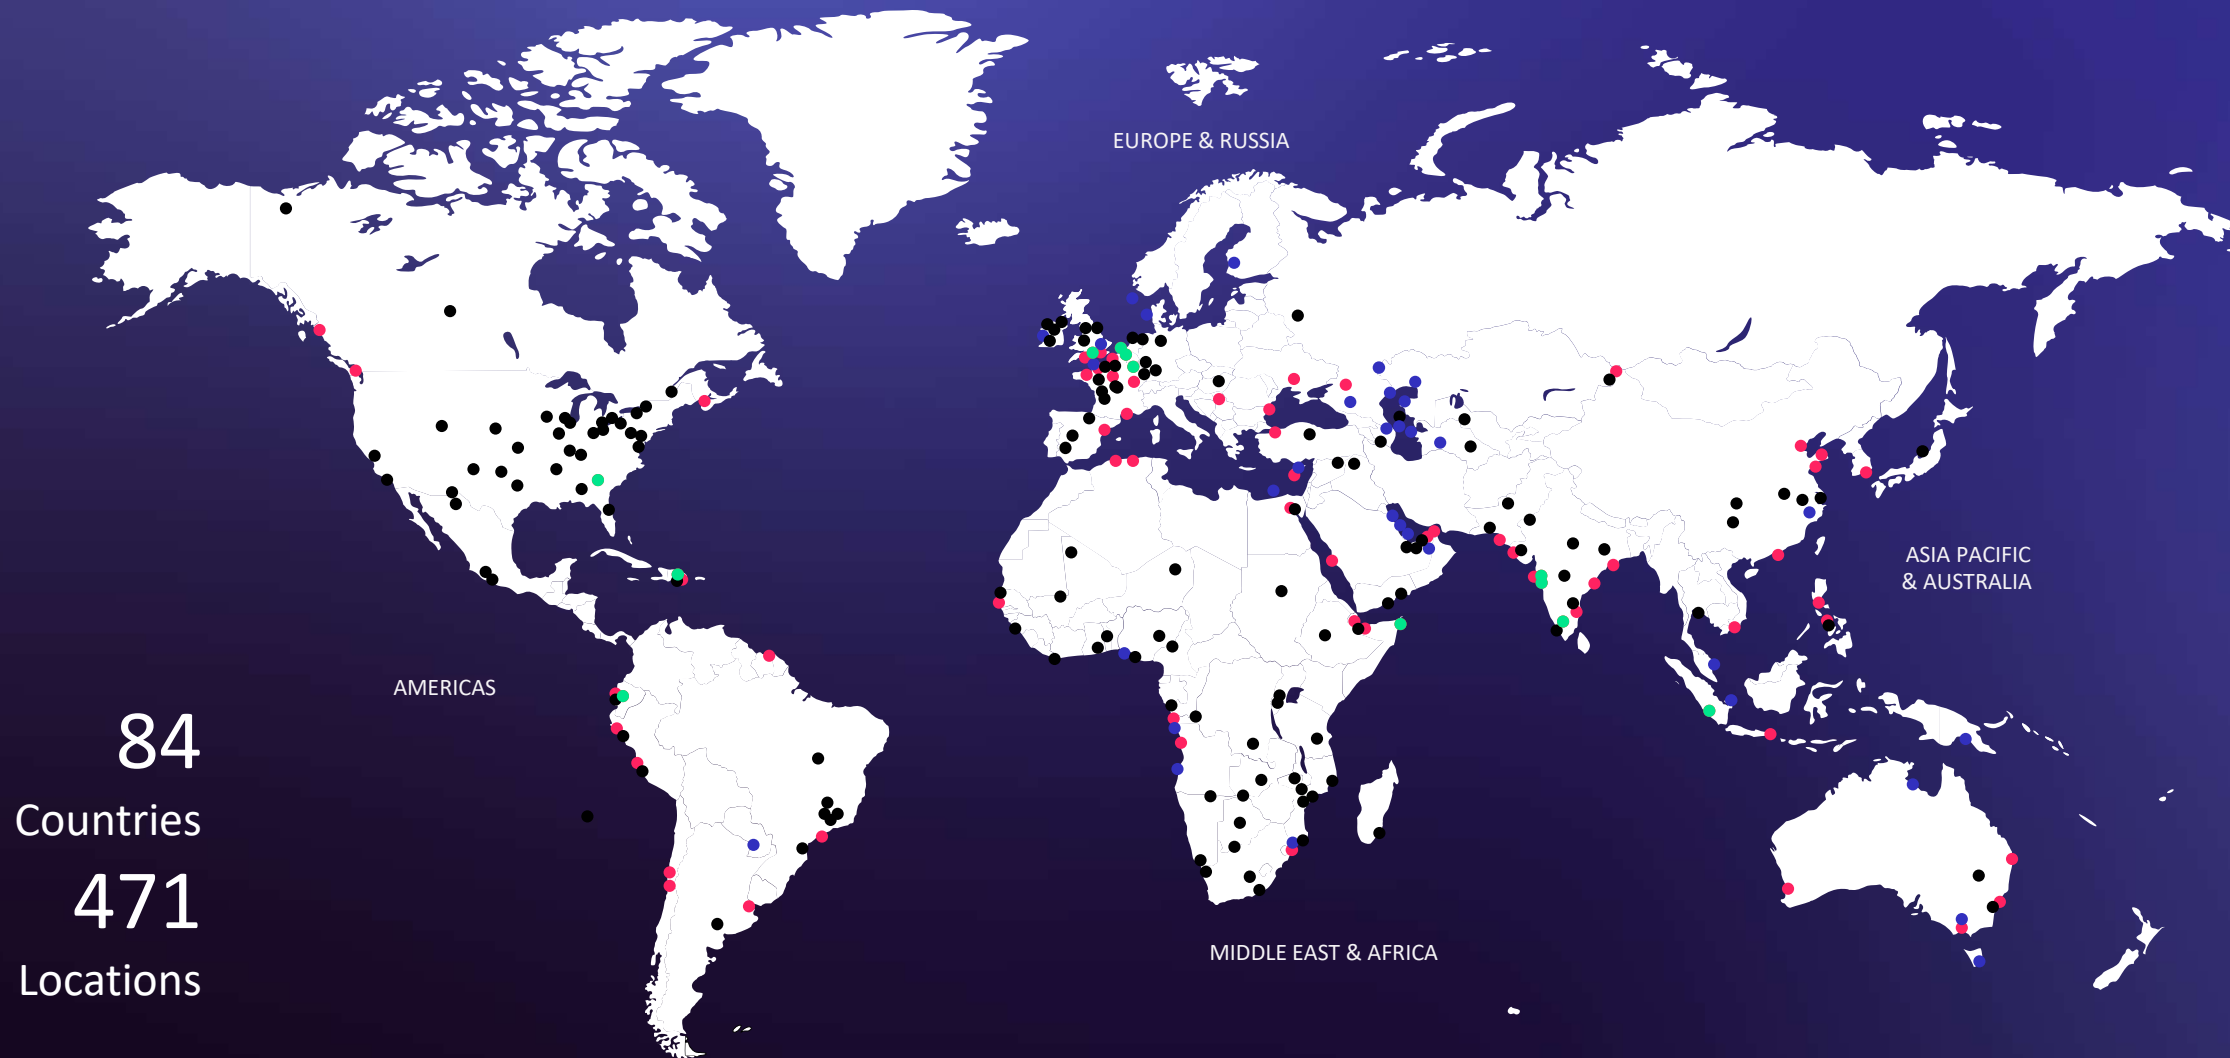 EUROPE & RUSSIA
ASIA PACIFIC
& AUSTRALIA
AMERICAS
84
Countries
471
Locations
MIDDLE EAST & AFRICA